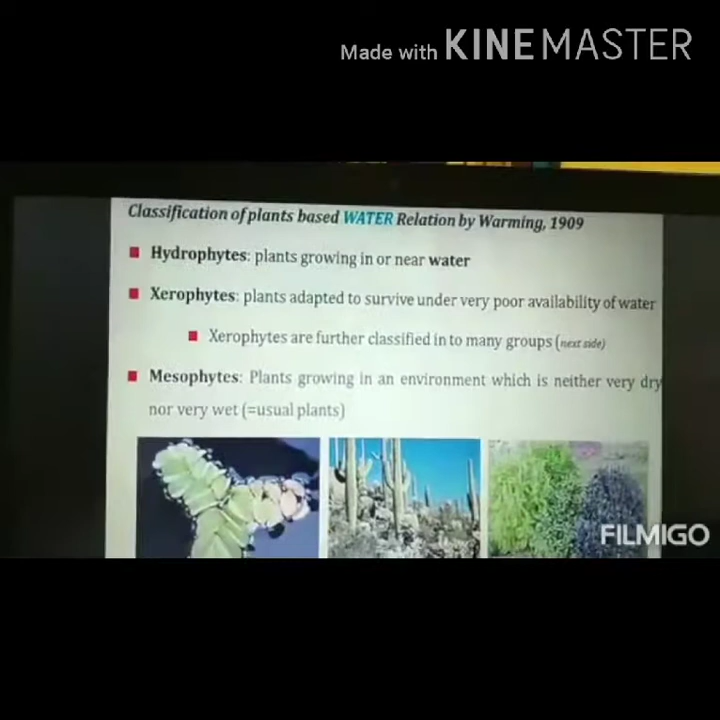 Made with KINEMASTER
Classification of plants based WATER Relation by Warming, 1909
Hydrophytes: plants growing in or near water
Xerophytes: plants adapted to survive under very poor availability of water
Xerophytes are further classified in to many groups (next side)
Mesophytes: Plants growing in an environment which is neither very dry
nor very wet (=usual plants)
FILMIGO